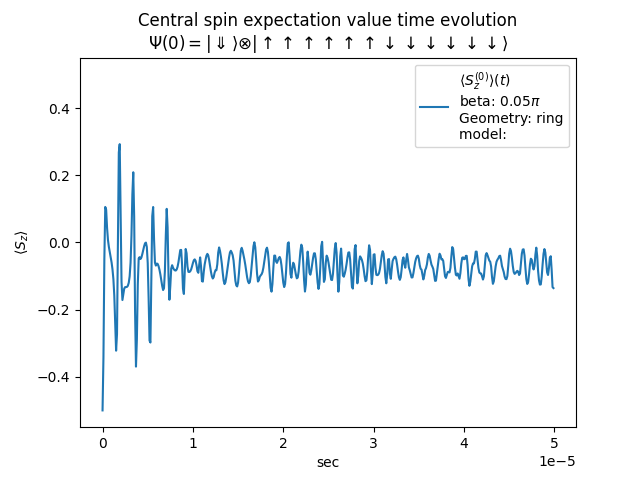 Central spin expectation value time evolution
Ψ(0) = | ⇓ ⟩⊗| ↑ ↑ ↑ ↑ ↑ ↑ ↑ ↓ ↓ ↓ ↓ ↓ ↓ ↓⟩
⟨S_z^{(0)}⟩(t)
beta: 0.05π
Geometry: ring
model:
⟨S_z⟩
0.4
0.2
0.0
−0.2
−0.4
0 1 2 3 4 5
1e−5
sec